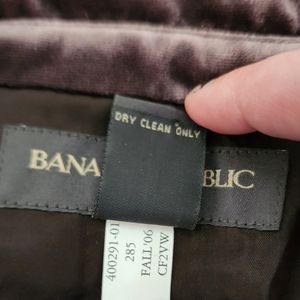 DRY CLEAN ONLY
BANA BLIC
400291-01
285
FALL'06
CF2VW